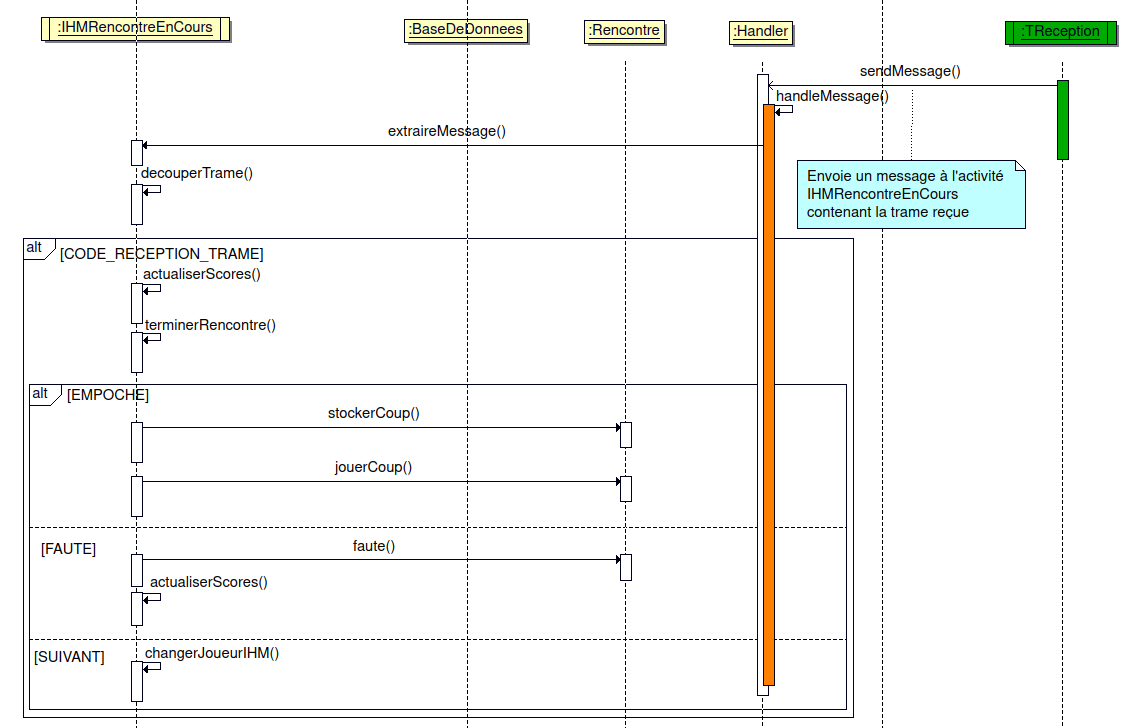 :IHMRencontreEnCours
:BaseDeDonnees
:Rencontre
:Handler
:TReception
sendMessage()
handleMessage()
extraireMessage()
decouperTrame()
Envoie un message à l'activité
IHMRencontreEnCours
contenant la trame reçue
alt
[CODE_RECEPTION_TRAME]
actualiserScores()
terminerRencontre()
alt
[EMPOCHE]
stockerCoup()
jouerCoup()
[FAUTE]
faute()
actualiserScores()
[SUIVANT]
changerJoueurIHM()